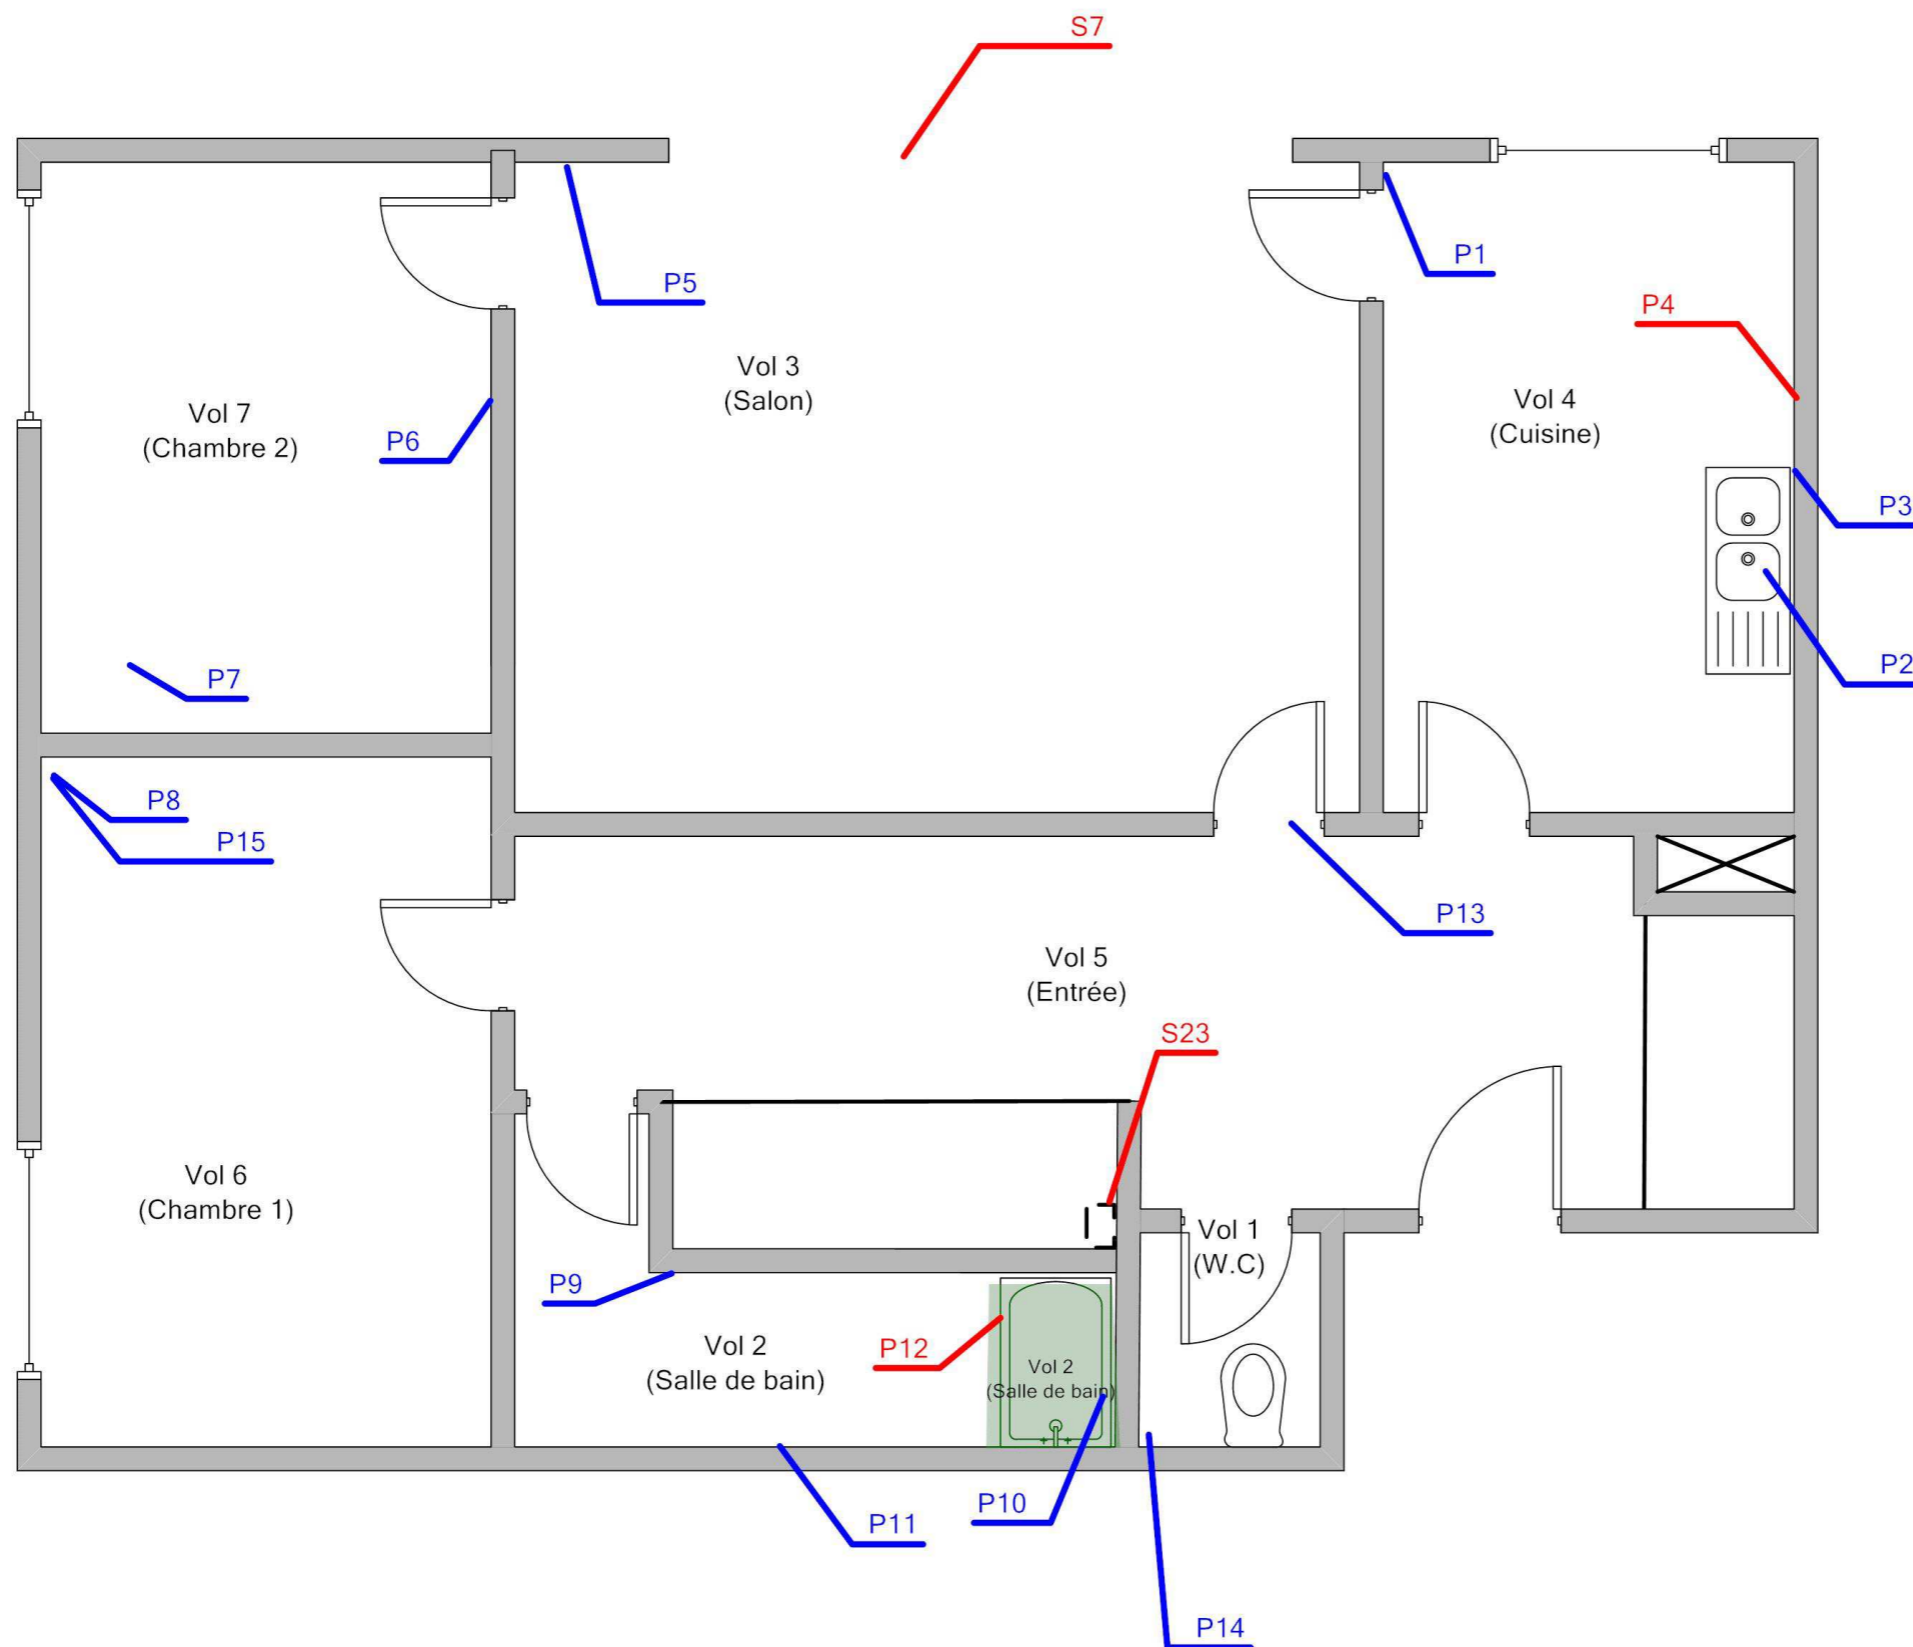 S7
P1
P5
P4
Vol 3
(Salon)
Vol 4
(Cuisine)
Vol 7
(Chambre 2)
P6
P3
P2
P7
P8
P15
P13
Vol 5
(Entrée)
S23
Vol 6
(Chambre 1)
Vol 1
(W.C)
P9
Vol 2
(Salle de bain)
P12
Vol 2
(Salle de bain)
P10
P11
P14